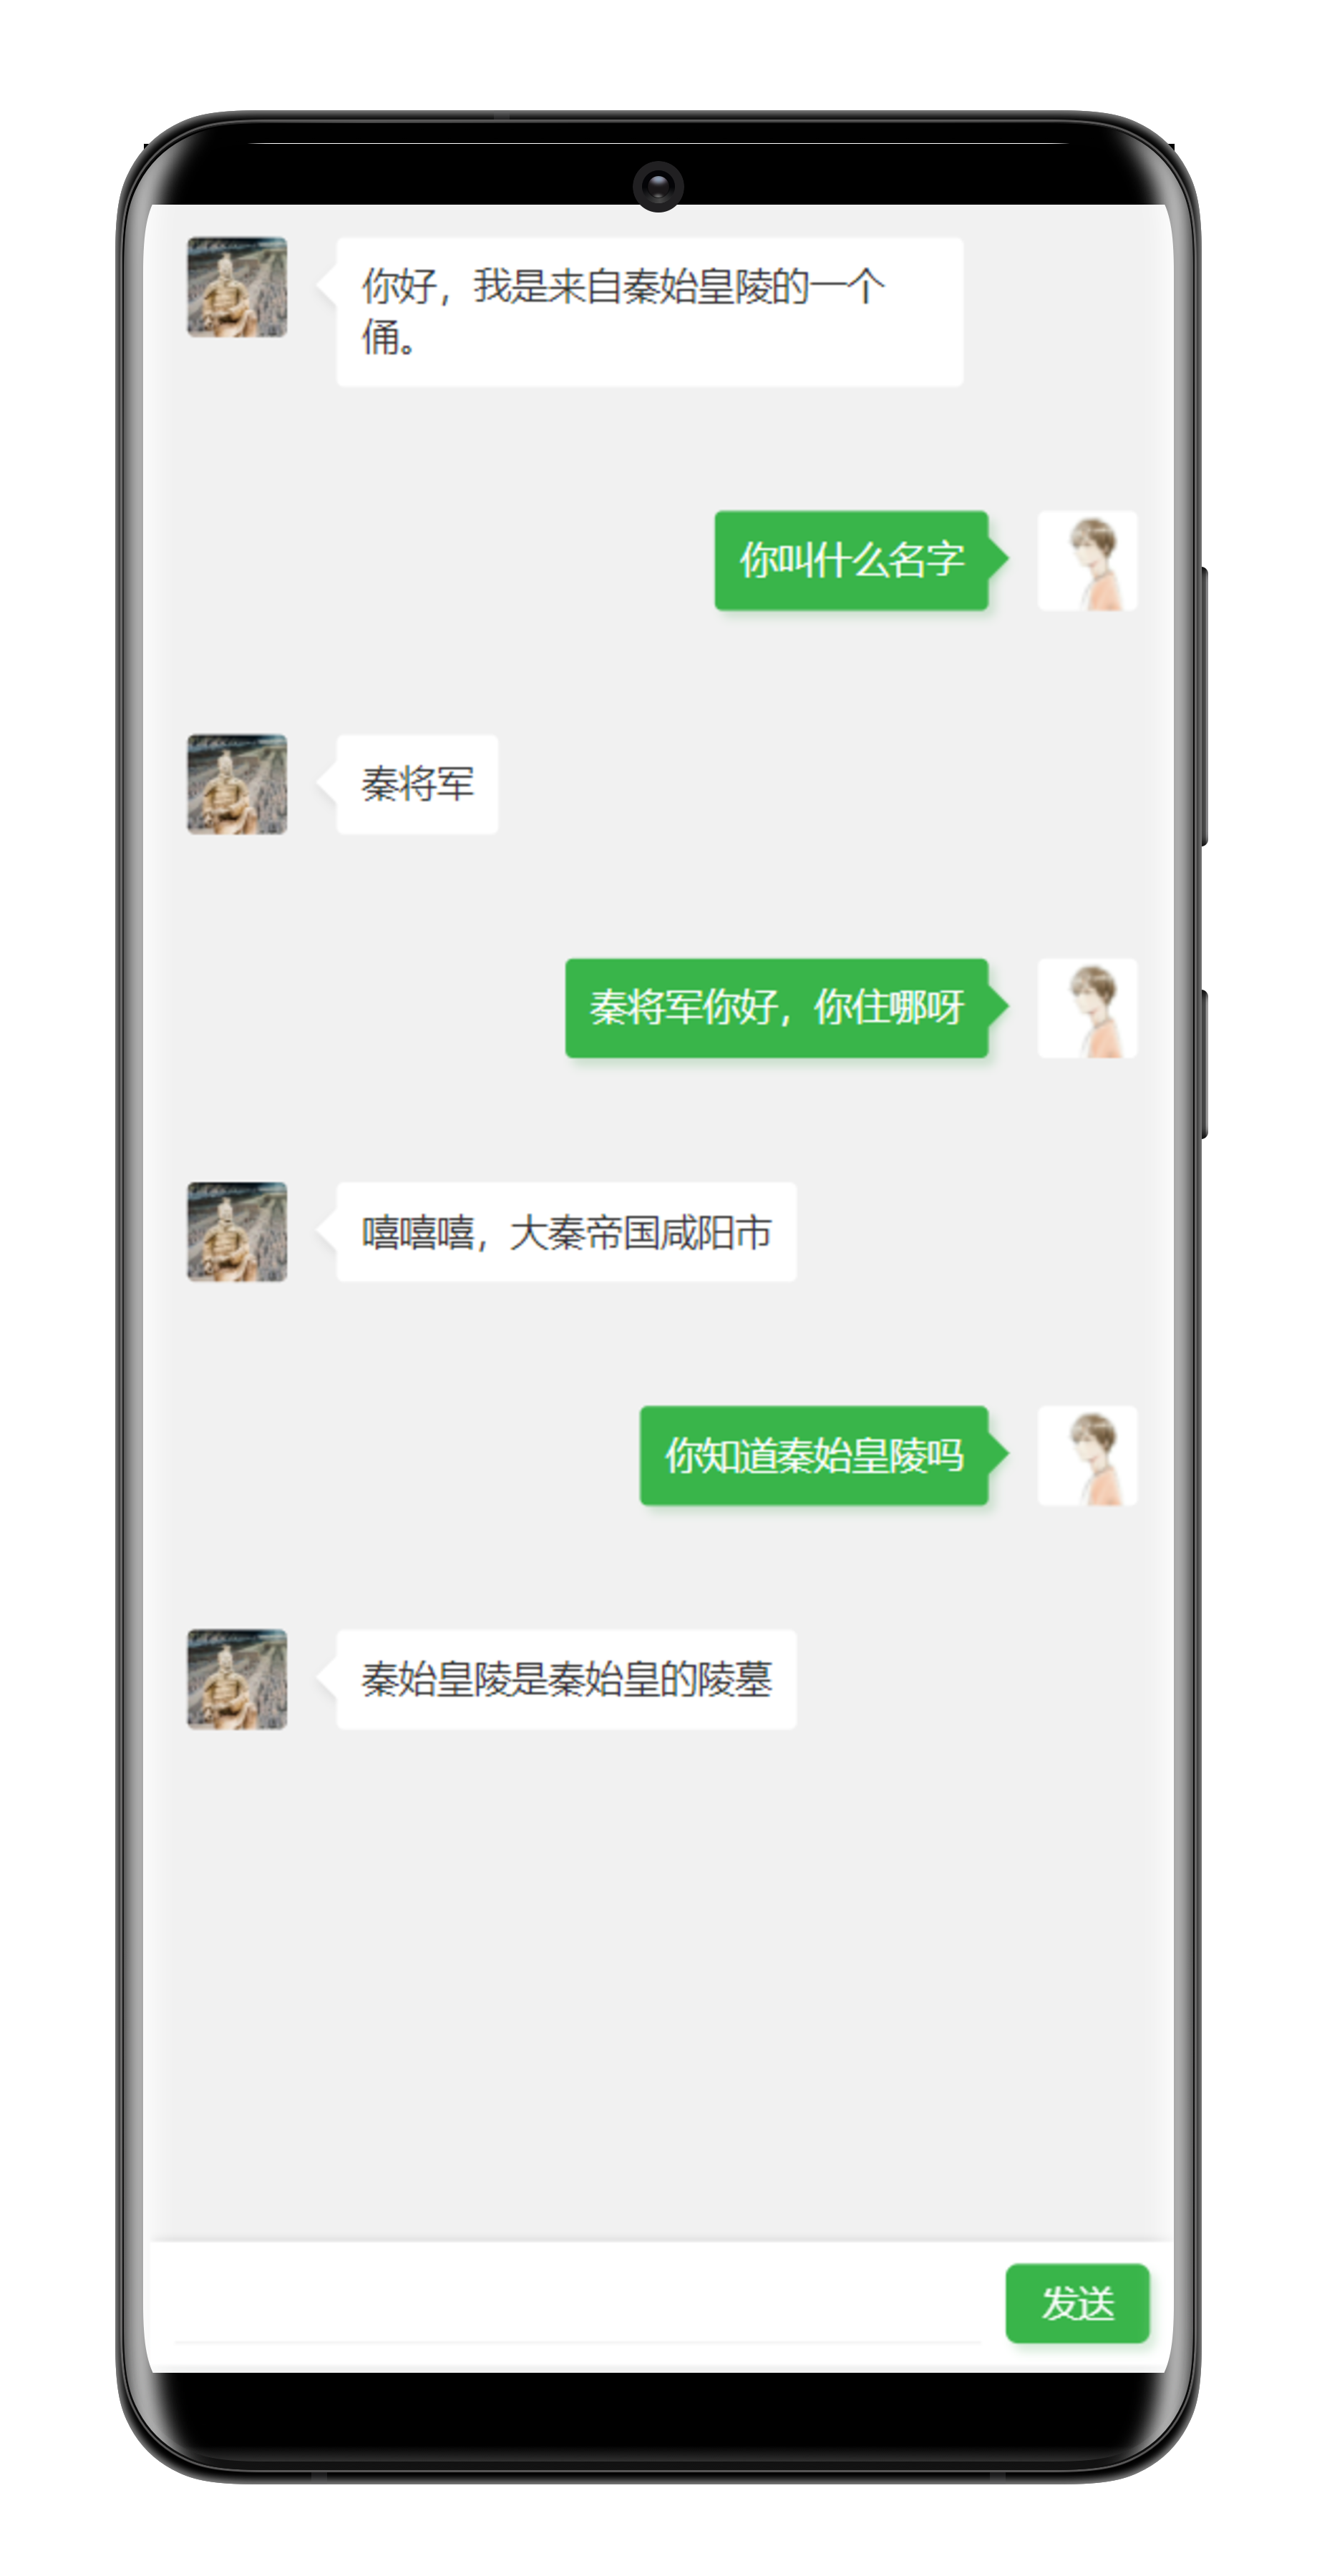 你好，我是来自秦始皇陵的一个
俑。
你叫什么名字
秦将军
秦将军你好，你住哪呀
嘻嘻嘻，大秦帝国咸阳市
你知道秦始皇陵吗
秦始皇陵是秦始皇的陵墓
发送